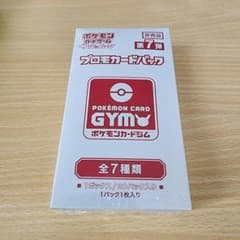 ポケモン
カードゲーム
非売品
第7弾
プロモカードパック
POKÉMON CARD
GYM
ポケモンカードジム
全7種類
1パック1枚入り